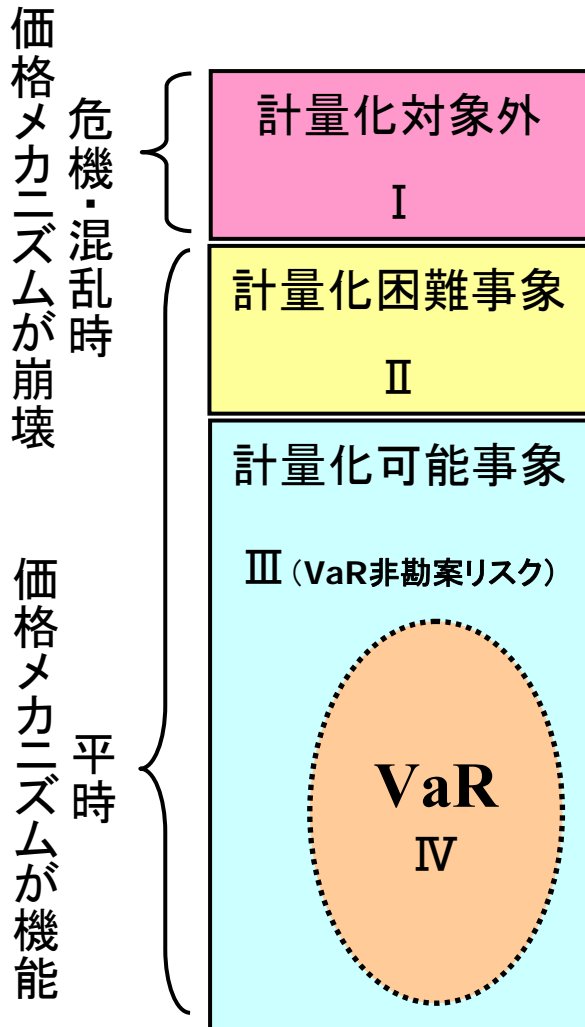 価格メカニズムが崩壊
危機・混乱時
計量化対象外
Ⅰ
計量化困難事象
Ⅱ
計量化可能事象
Ⅲ(VaR非勘案リスク)
VaR
Ⅳ
価格メカニズムが機能
平時